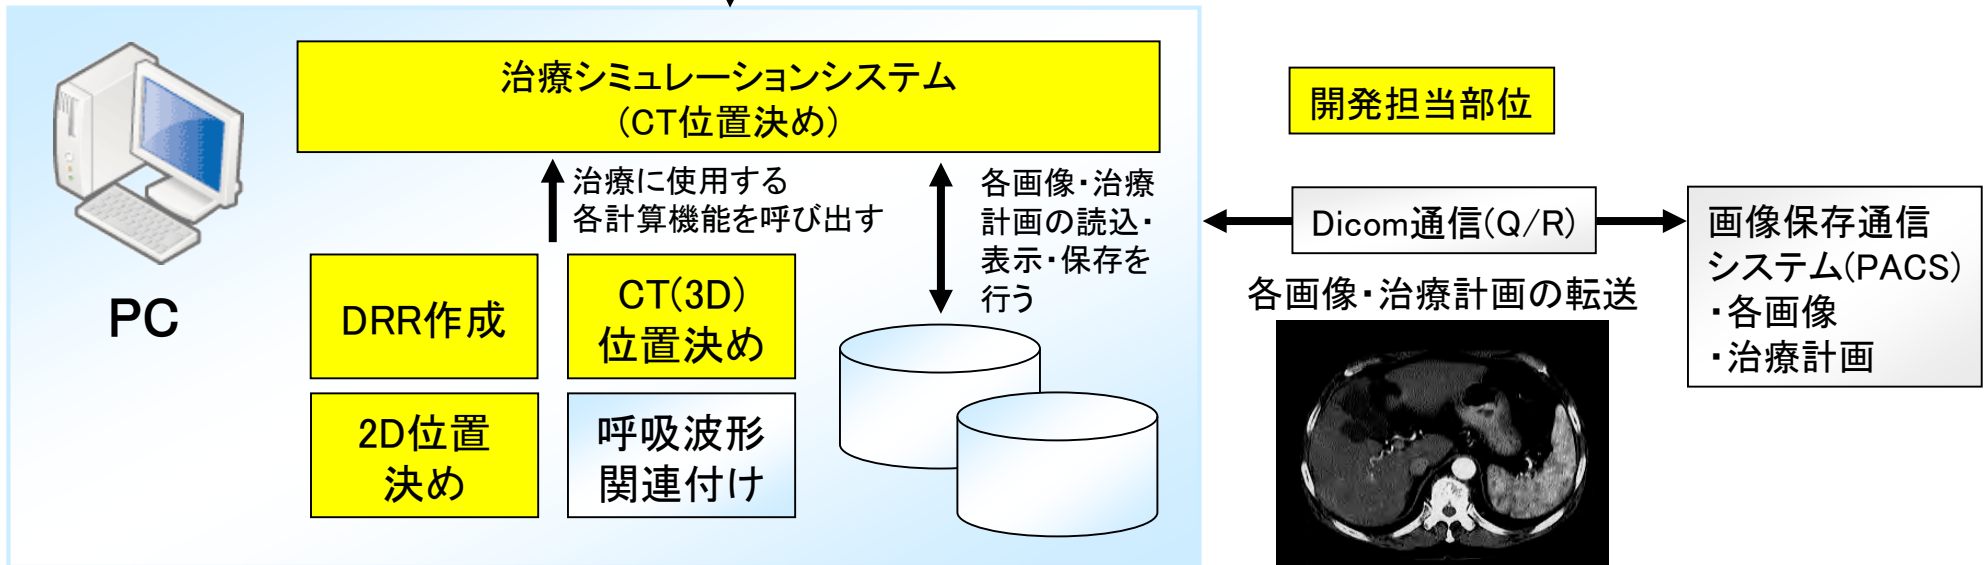 治療シミュレーションシステム
(CT位置決め)
開発担当部位
治療に使用する
各計算機能を呼び出す
各画像・治療
計画の読込・
表示・保存を
行う
PC
DRR作成
CT(3D)
位置決め
2D位置
決め
呼吸波形
関連付け
Dicom通信(Q/R)
各画像・治療計画の転送
画像保存通信
システム(PACS)
・各画像
・治療計画